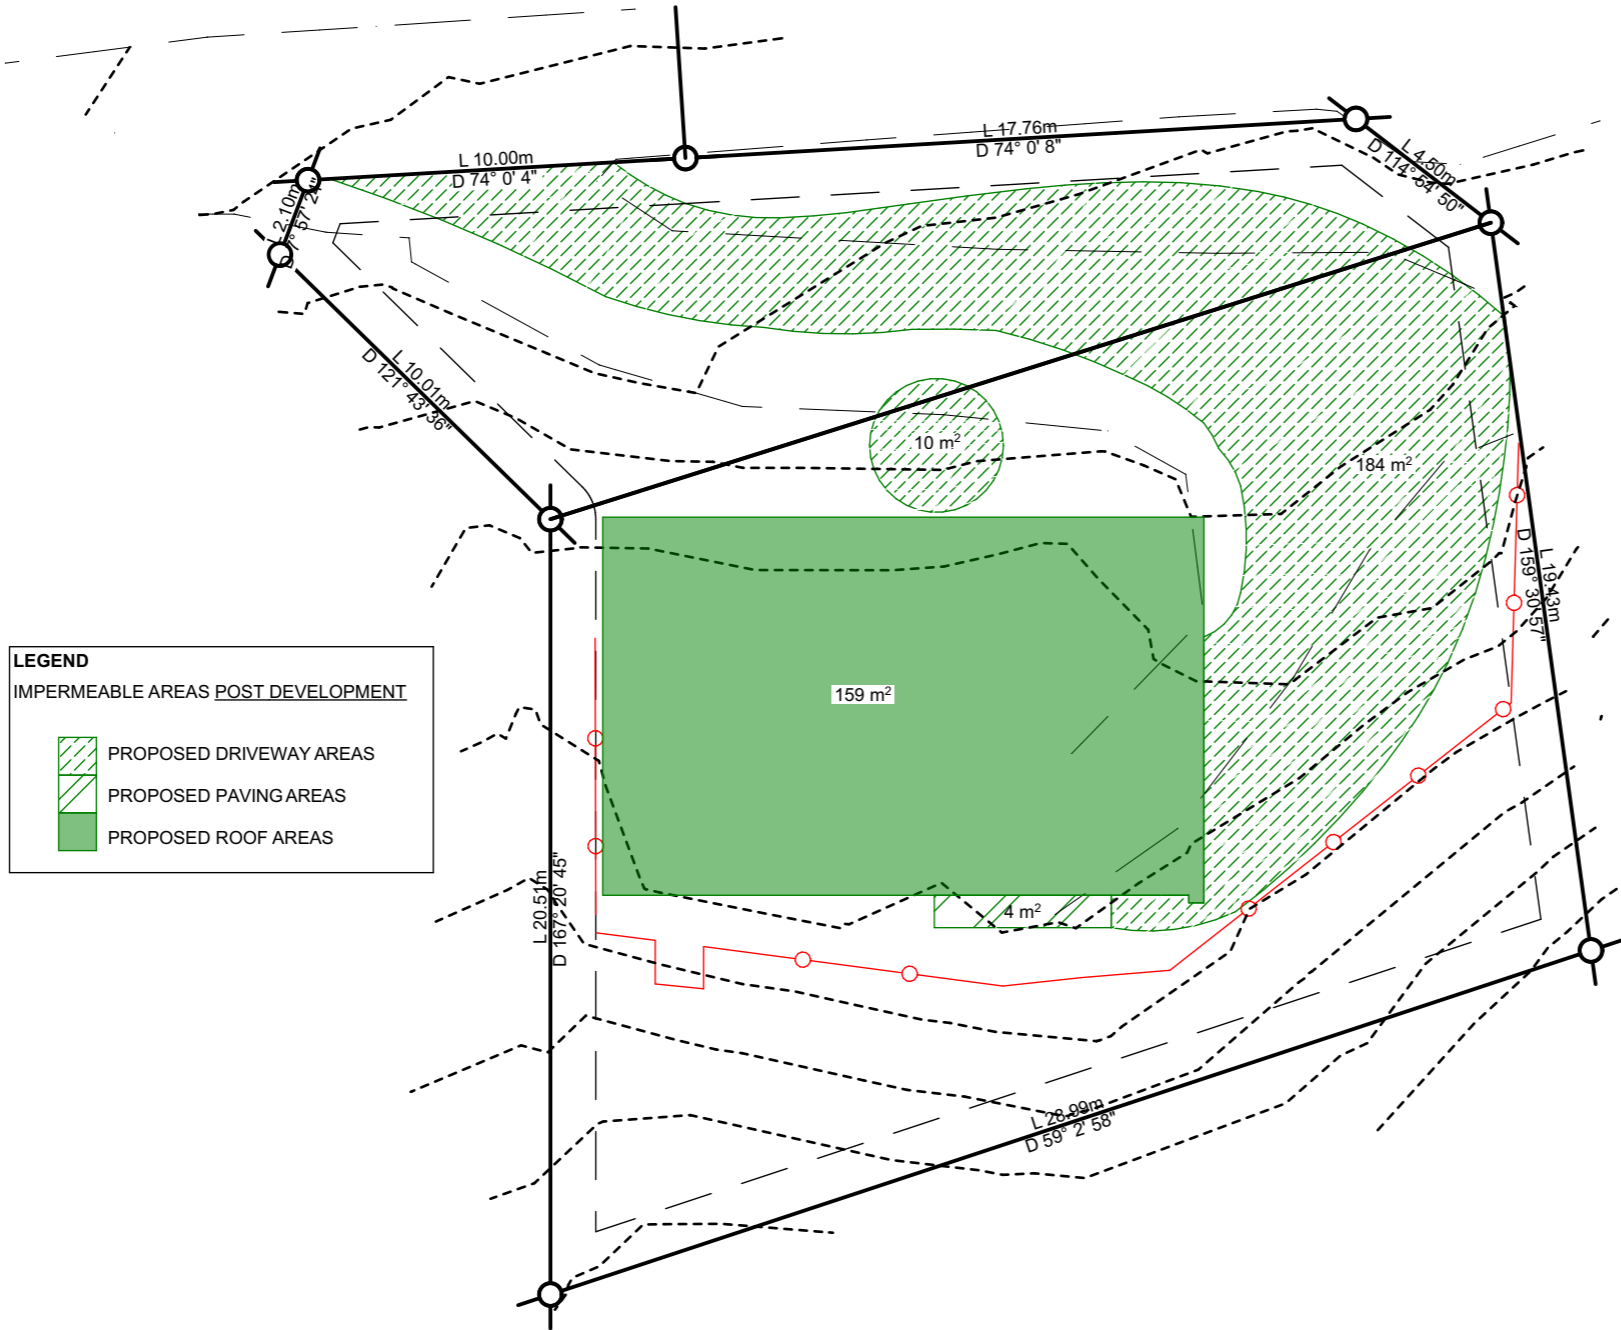 L 17.76m
D 74° 0' 8"
L 4.50m
D 114° 54' 50"
L 10.00m
D 74° 0' 4"
L 2.10m
57' 24"
L 10.01m
D 121° 43' 36"
10 m²
184 m²
L 19.43m
D 159° 30' 57"
LEGEND
IMPERMEABLE AREAS POST DEVELOPMENT
PROPOSED DRIVEWAY AREAS
PROPOSED PAVING AREAS
PROPOSED ROOF AREAS
159 m²
L 20.51m
D 167° 20' 45"
4 m²
L 28.99m
D 59° 2' 58"